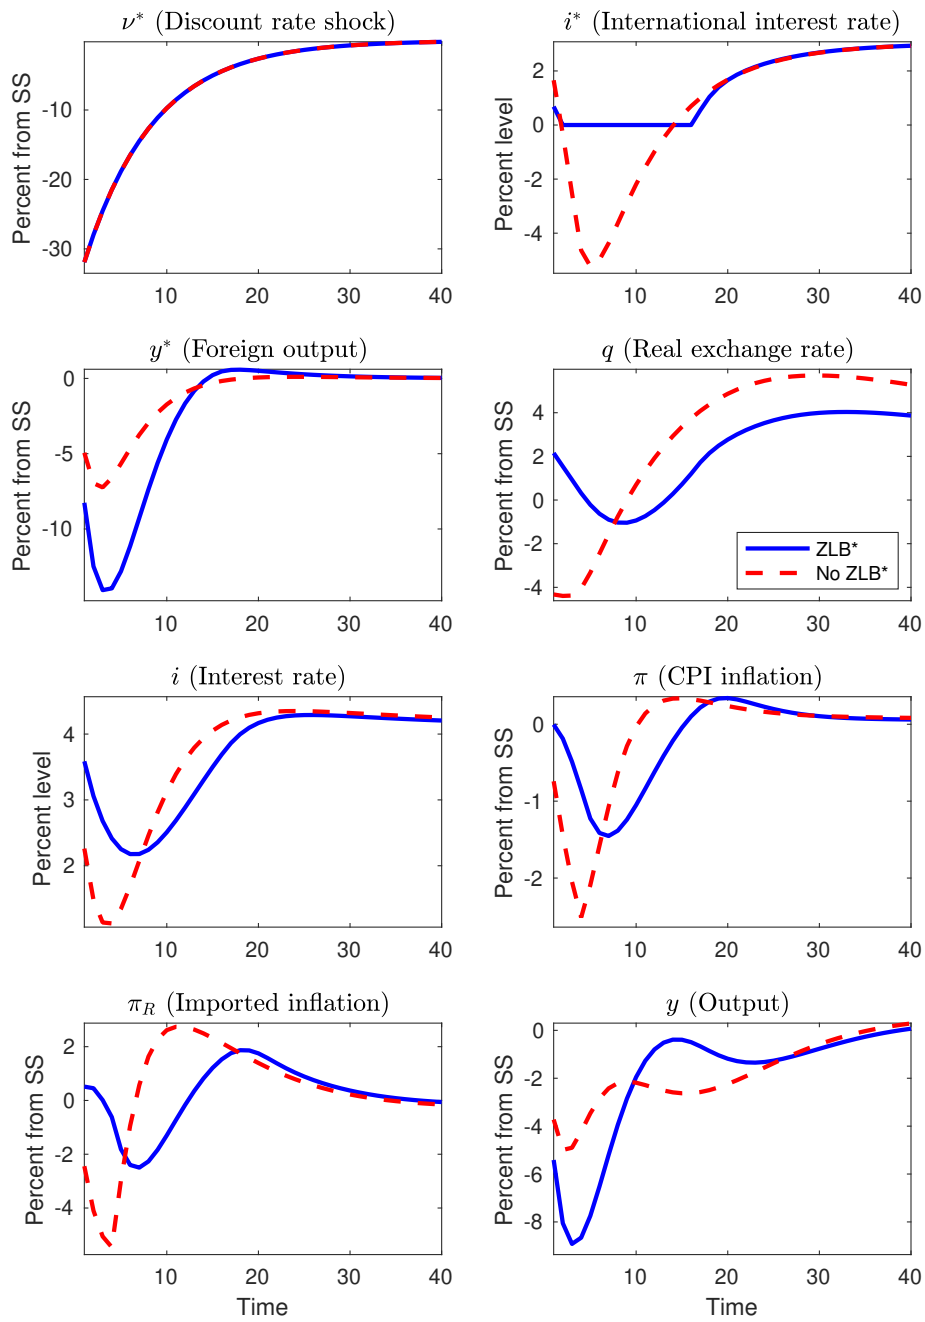 ν* (Discount rate shock)
i* (International interest rate)
Percent from SS
-10
-20
-30
10 20 30 40
Percent level
2
0
-2
-4
10 20 30 40
y* (Foreign output)
q (Real exchange rate)
Percent from SS
0
-5
-10
10 20 30 40
Percent from SS
4
2
0
-2
-4
ZLB*
No ZLB*
10 20 30 40
i (Interest rate)
π (CPI inflation)
Percent level
4
3
2
10 20 30 40
Percent from SS
0
-1
-2
10 20 30 40
π_R (Imported inflation)
y (Output)
Percent from SS
2
0
-2
-4
10 20 30 40
Time
Percent from SS
0
-2
-4
-6
-8
10 20 30 40
Time